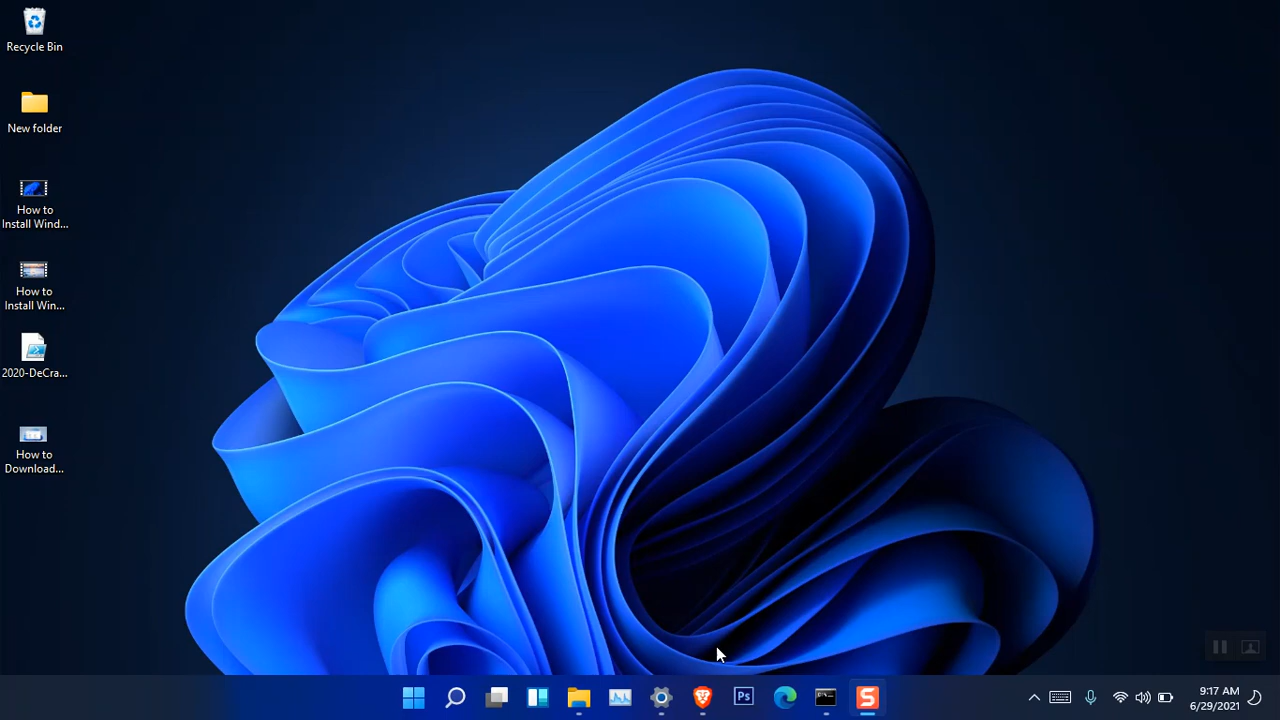 Recycle Bin
New folder
How to
Install Wind...
How to
Install Win...
2020-DeCra...
How to
Download...
Ps
S
9:17 AM
6/29/2021